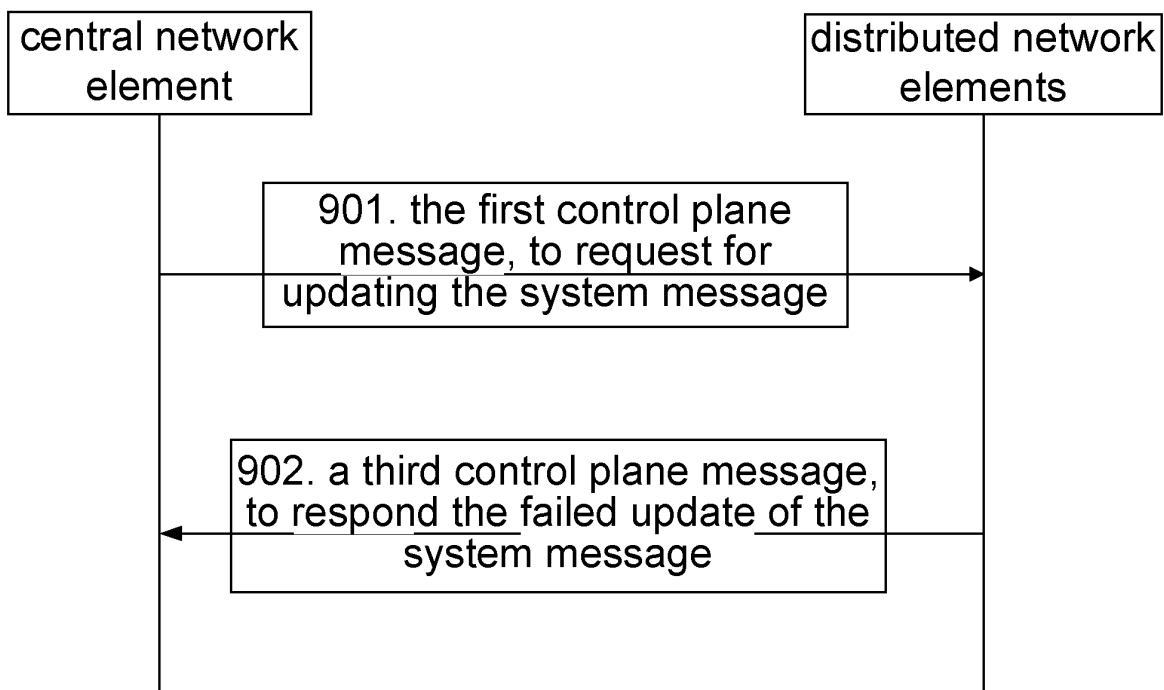 central network
element
distributed network
elements
901. the first control plane
message, to request for
updating the system message
902. a third control plane message,
to respond the failed update of the
system message